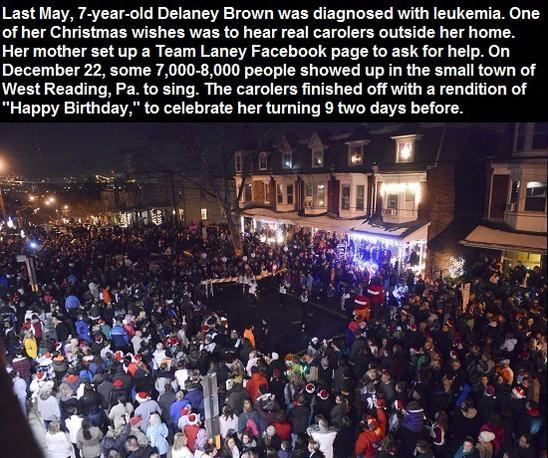 Last May, 7-year-old Delaney Brown was diagnosed with leukemia. One
of her Christmas wishes was to hear real carolers outside her home.
Her mother set up a Team Laney Facebook page to ask for help. On
December 22, some 7,000-8,000 people showed up in the small town of
West Reading, Pa. to sing. The carolers finished off with a rendition of
"Happy Birthday," to celebrate her turning 9 two days before.